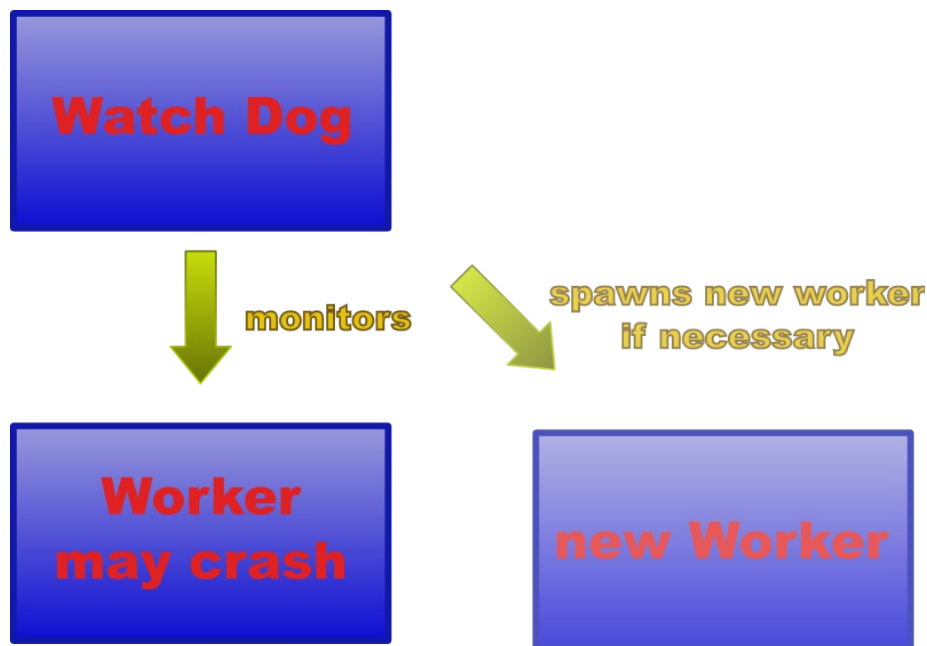 Watch Dog
monitors
spawns new worker
if necessary
Worker
may crash
new Worker